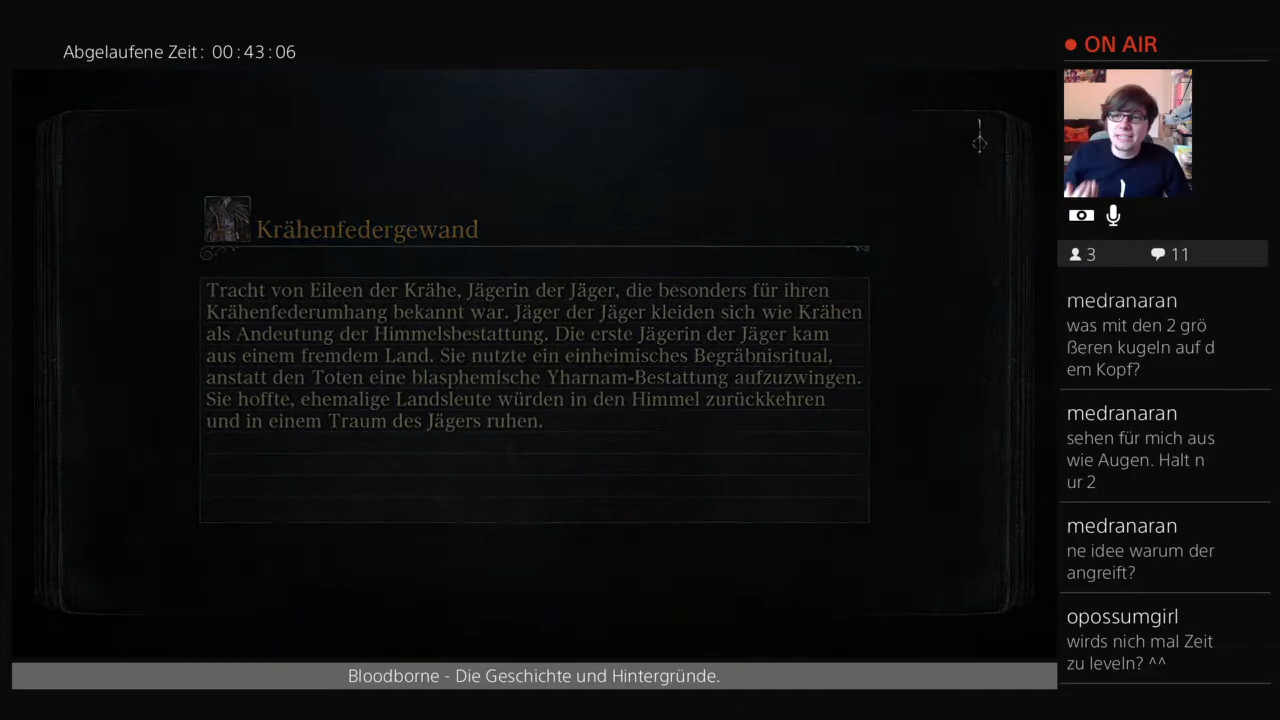 Abgelaufene Zeit: 00:43:06
ON AIR
Krähenfedergewand
Tracht von Eileen der Krähe, Jägerin der Jäger, die besonders für ihren
Krähenfederumhang bekannt war. Jäger der Jäger kleiden sich wie Krähen
als Andeutung der Himmelsbestattung. Die erste Jägerin der Jäger kam
aus einem fremdem Land. Sie nutzte ein einheimisches Begräbnisritual,
anstatt den Toten eine blasphemische Yharnam-Bestattung aufzuzwingen.
Sie hoffte, ehemalige Landsleute würden in den Himmel zurückkehren
und in einem Traum des Jägers ruhen.
Bloodborne - Die Geschichte und Hintergründe.
3 11
medranaran
was mit den 2 grö
ßeren kugeln auf d
em Kopf?
medranaran
sehen für mich aus
wie Augen. Halt n
ur 2
medranaran
ne idee warum der
angreift?
opossumgirl
wirds nich mal Zeit
zu leveln? ^^